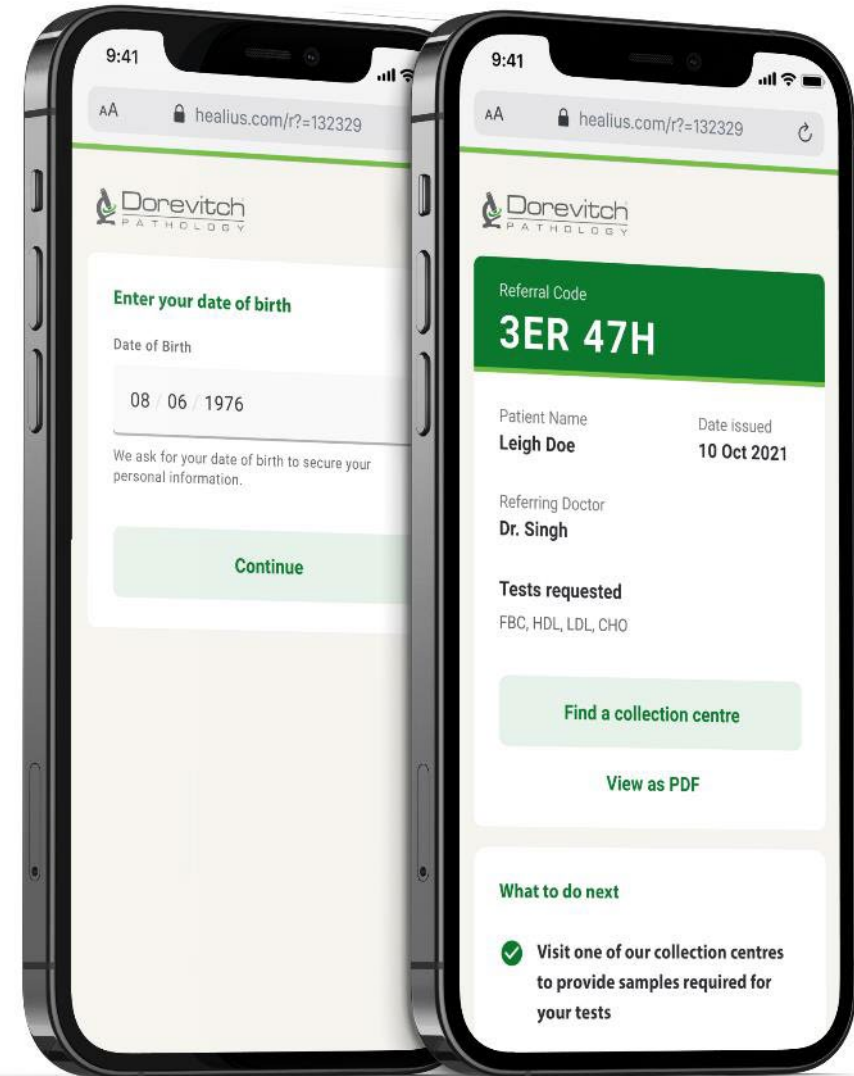 9:41
AA healius.com/r?=132329
Dorevitch
PATHOLOGY
Enter your date of birth
Date of Birth
08 / 06 / 1976
We ask for your date of birth to secure your
personal information.
Continue
9:41
AA healius.com/r?=132329
Dorevitch
PATHOLOGY
Referral Code
3ER 47H
Patient Name
Leigh Doe
Date issued
10 Oct 2021
Referring Doctor
Dr. Singh
Tests requested
FBC, HDL, LDL, CHO
Find a collection centre
View as PDF
What to do next
Visit one of our collection centres
to provide samples required for
your tests